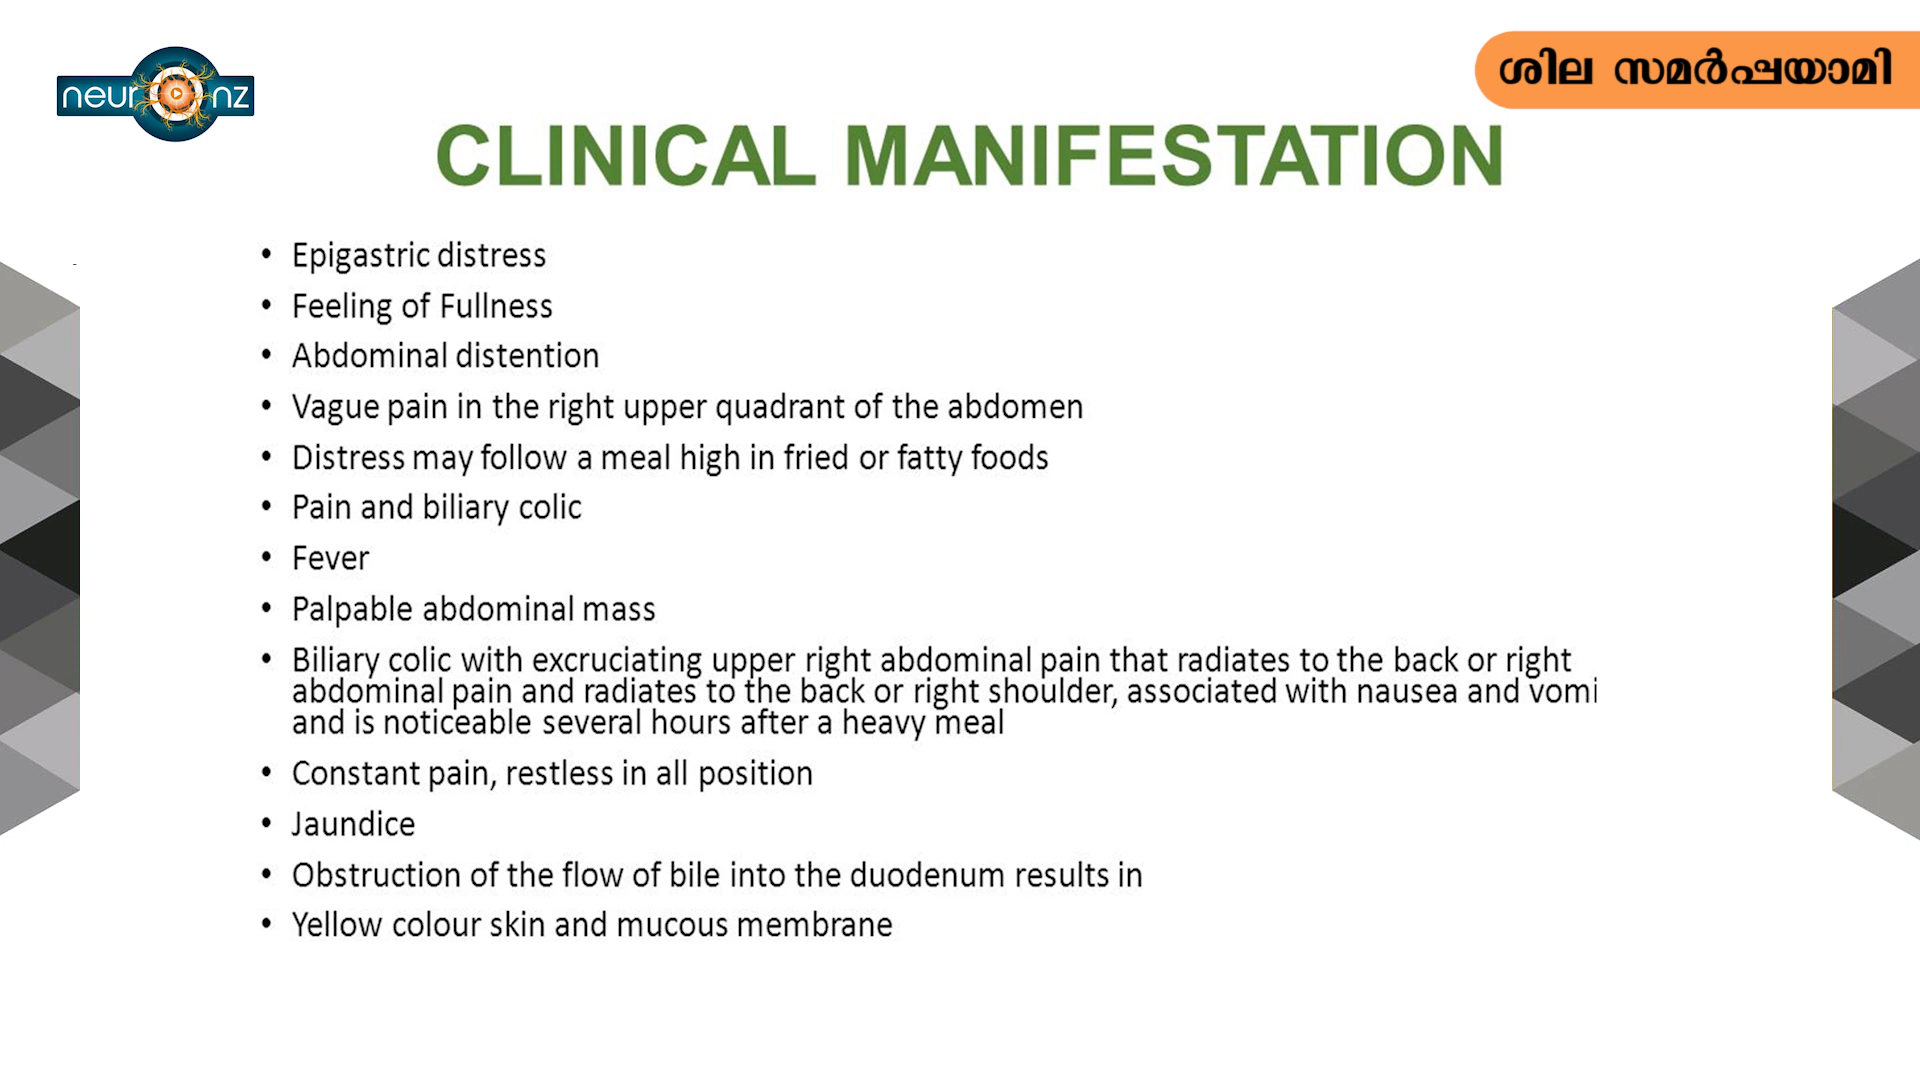 neuronz
ശില സമർപ്പയാമി
CLINICAL MANIFESTATION
• Epigastric distress
• Feeling of Fullness
• Abdominal distention
• Vague pain in the right upper quadrant of the abdomen
• Distress may follow a meal high in fried or fatty foods
• Pain and biliary colic
• Fever
• Palpable abdominal mass
• Biliary colic with excruciating upper right abdominal pain that radiates to the back or right
abdominal pain and radiates to the back or right shoulder, associated with nausea and vomi
and is noticeable several hours after a heavy meal
• Constant pain, restless in all position
• Jaundice
• Obstruction of the flow of bile into the duodenum results in
• Yellow colour skin and mucous membrane